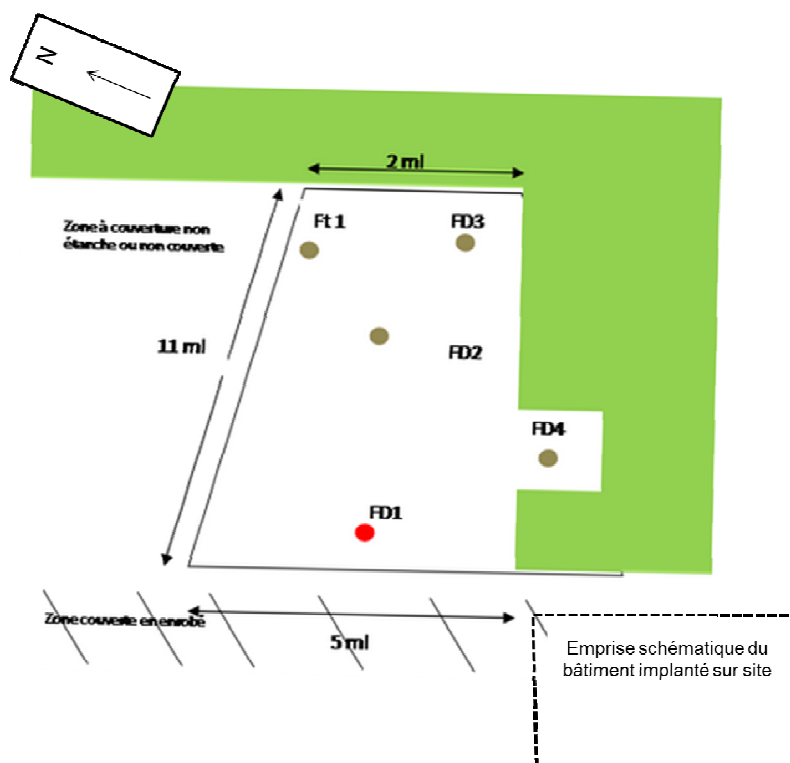 N
2 ml
Zone à couverture non
étanche ou non couverte
Ft 1
FD3
11 ml
FD2
FD4
FD1
Zone couverte en enrobé
5 ml
Emprise schématique du
bâtiment implanté sur site